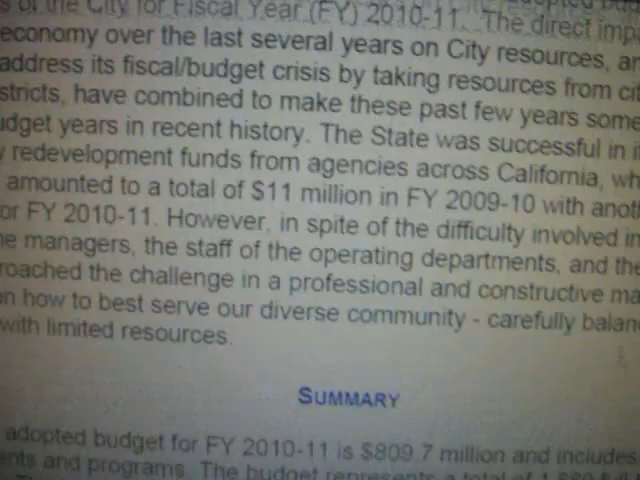 of the City for Fiscal Year (FY) 2010-11. The direct imp
economy over the last several years on City resources, an
address its fiscal/budget crisis by taking resources from cit
stricts, have combined to make these past few years some
udget years in recent history. The State was successful in i
y redevelopment funds from agencies across California, wh
amounted to a total of $11 million in FY 2009-10 with anoth
or FY 2010-11. However, in spite of the difficulty involved in
ne managers, the staff of the operating departments, and the
roached the challenge in a professional and constructive ma
on how to best serve our diverse community - carefully balan
with limited resources.
SUMMARY
adopted budget for FY 2010-11 is $809.7 million and includes
ents and programs. The budget represents a total of